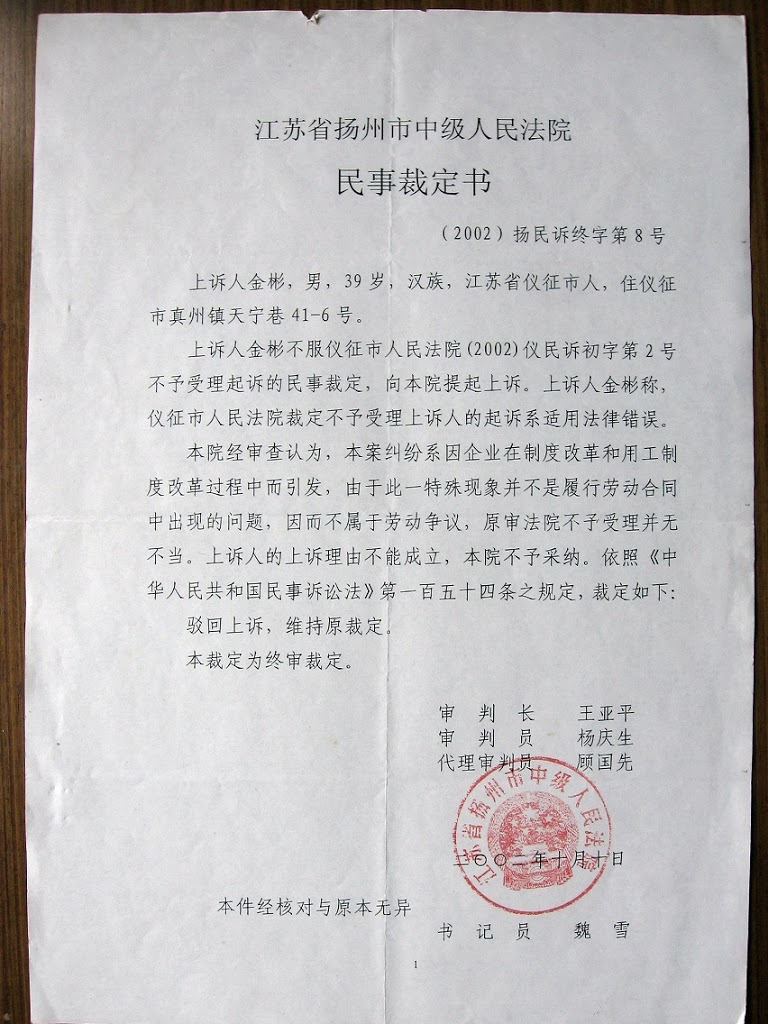 江苏省扬州市中级人民法院
民事裁定书
（2002）扬民诉终字第8号
上诉人金彬，男，39岁，汉族，江苏省仪征市人，住仪征
市真州镇天宁巷41-6号。
上诉人金彬不服仪征市人民法院(2002)仪民诉初字第2号
不予受理起诉的民事裁定，向本院提起上诉。上诉人金彬称，
仪征市人民法院裁定不予受理上诉人的起诉系适用法律错误。
本院经审查认为，本案纠纷系因企业在制度改革和用工制
度改革过程中而引发，由于此一特殊现象并不是履行劳动合同
中出现的问题，因而不属于劳动争议，原审法院不予受理并无
不当。上诉人的上诉理由不能成立，本院不予采纳。依照《中
华人民共和国民事诉讼法》第一百五十四条之规定，裁定如下：
驳回上诉，维持原裁定。
本裁定为终审裁定。
审 判 长 王亚平
审 判 员 杨庆生
代理审判员 顾国先
江苏省扬州市中级人民法院
二〇〇二年十月十日
本件经核对与原本无异
书 记 员 魏 雪
1